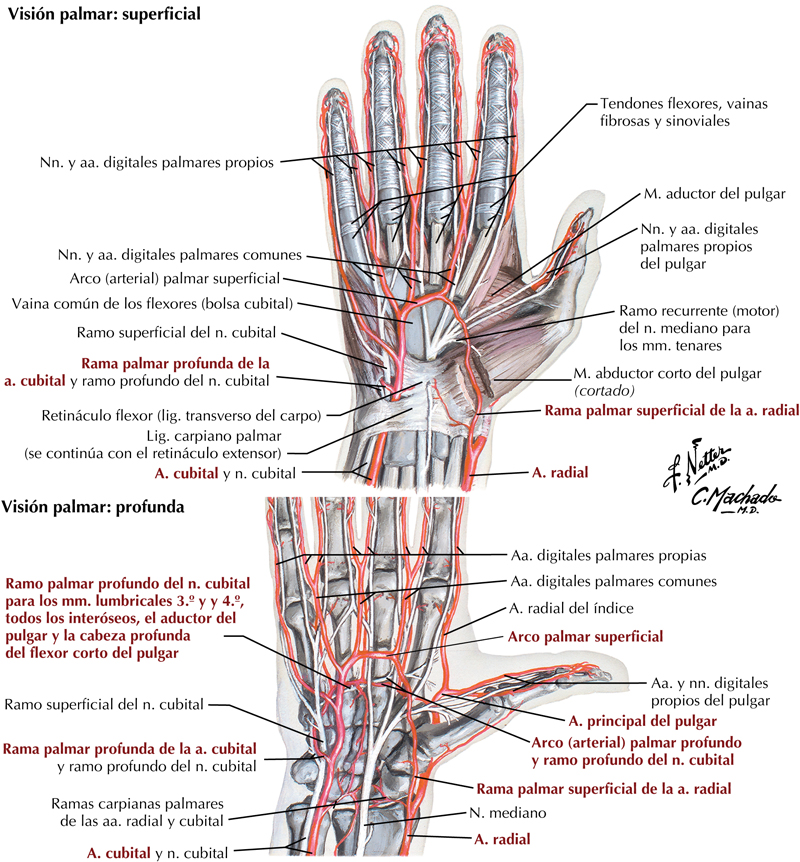 Visión palmar: superficial
Tendones flexores, vainas
fibrosas y sinoviales
Nn. y aa. digitales palmares propios
M. aductor del pulgar
Nn. y aa. digitales
palmares propios
del pulgar
Nn. y aa. digitales palmares comunes
Arco (arterial) palmar superficial
Vaina común de los flexores (bolsa cubital)
Ramo superficial del n. cubital
Rama palmar profunda de la
a. cubital y ramo profundo del n. cubital
Ramo recurrente (motor)
del n. mediano para
los mm. tenares
M. abductor corto del pulgar
(cortado)
Retináculo flexor (lig. transverso del carpo)
Rama palmar superficial de la a. radial
Lig. carpiano palmar
(se continúa con el retináculo extensor)
A. cubital y n. cubital
A. radial
F. Netter
M.D.
C. Machado
M.D.
Visión palmar: profunda
Aa. digitales palmares propias
Aa. digitales palmares comunes
A. radial del índice
Arco palmar superficial
Ramo palmar profundo del n. cubital
para los mm. lumbricales 3.º y y 4.º,
todos los interóseos, el aductor del
pulgar y la cabeza profunda
del flexor corto del pulgar
Aa. y nn. digitales
propios del pulgar
Ramo superficial del n. cubital
A. principal del pulgar
Arco (arterial) palmar profundo
y ramo profundo del n. cubital
Rama palmar profunda de la a. cubital
y ramo profundo del n. cubital
Rama palmar superficial de la a. radial
Ramas carpianas palmares
de las aa. radial y cubital
N. mediano
A. cubital y n. cubital
A. radial